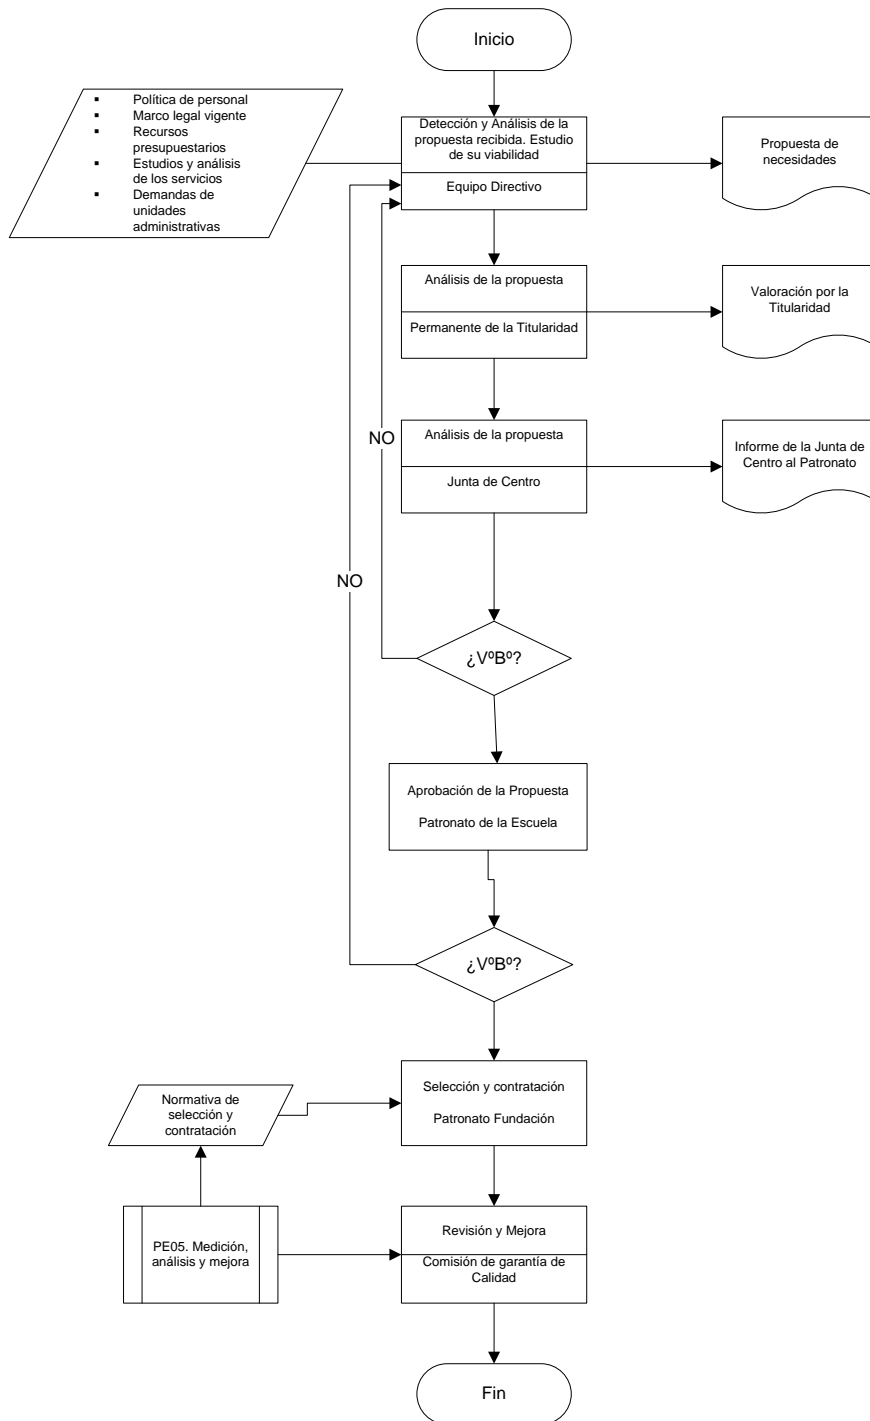 Inicio
▪ Política de personal
▪ Marco legal vigente
▪ Recursos
presupuestarios
▪ Estudios y análisis
de los servicios
▪ Demandas de
unidades
administrativas
Detección y Análisis de la
propuesta recibida. Estudio
de su viabilidad
Equipo Directivo
Propuesta de
necesidades
Análisis de la propuesta
Permanente de la Titularidad
Valoración por la
Titularidad
Análisis de la propuesta
Junta de Centro
Informe de la Junta de
Centro al Patronato
NO
NO
¿VºBº?
Aprobación de la Propuesta
Patronato de la Escuela
¿VºBº?
Selección y contratación
Patronato Fundación
Normativa de
selección y
contratación
PE05. Medición,
análisis y mejora
Revisión y Mejora
Comisión de garantía de
Calidad
Fin